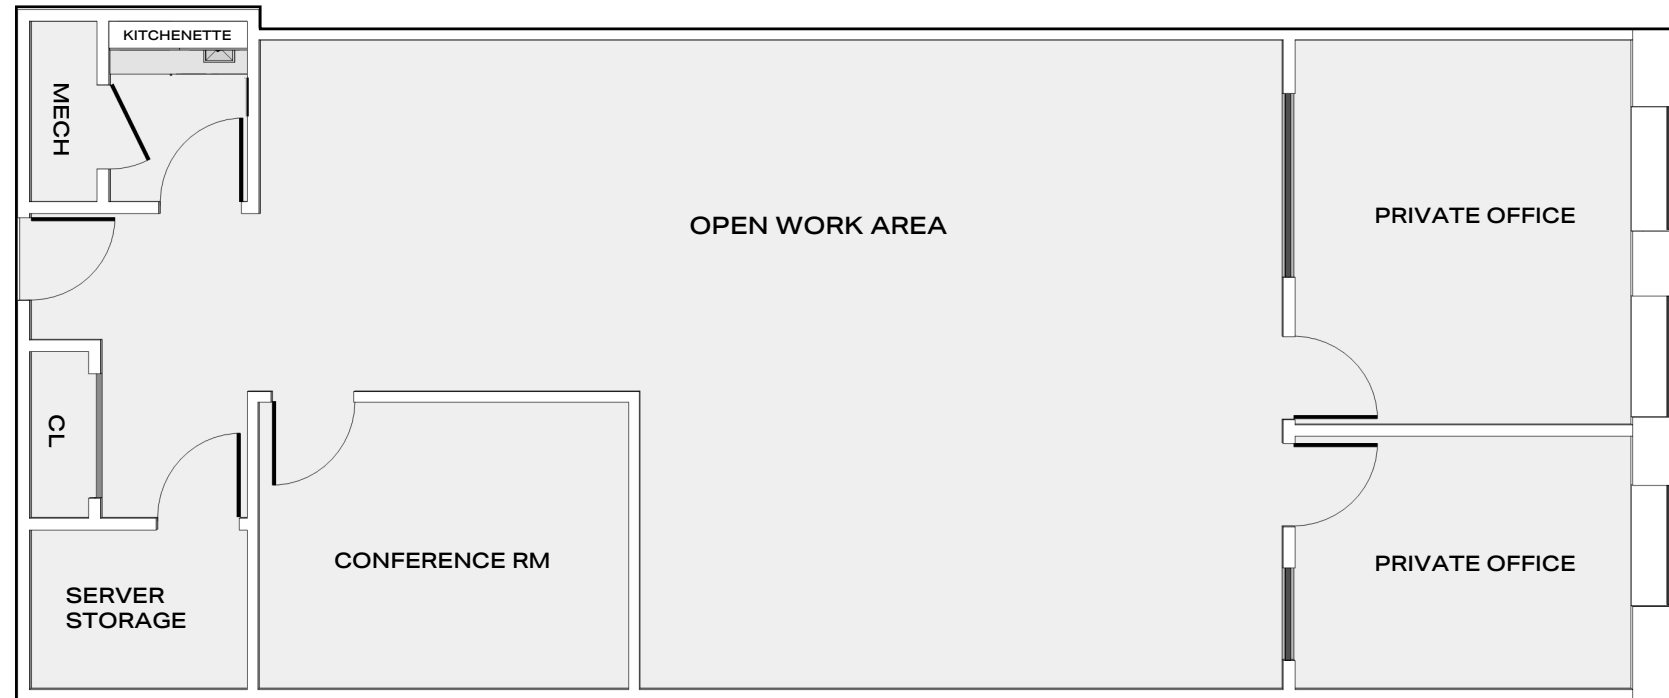 KITCHENETTE
MECH
OPEN WORK AREA
PRIVATE OFFICE
CL
CONFERENCE RM
PRIVATE OFFICE
SERVER
STORAGE